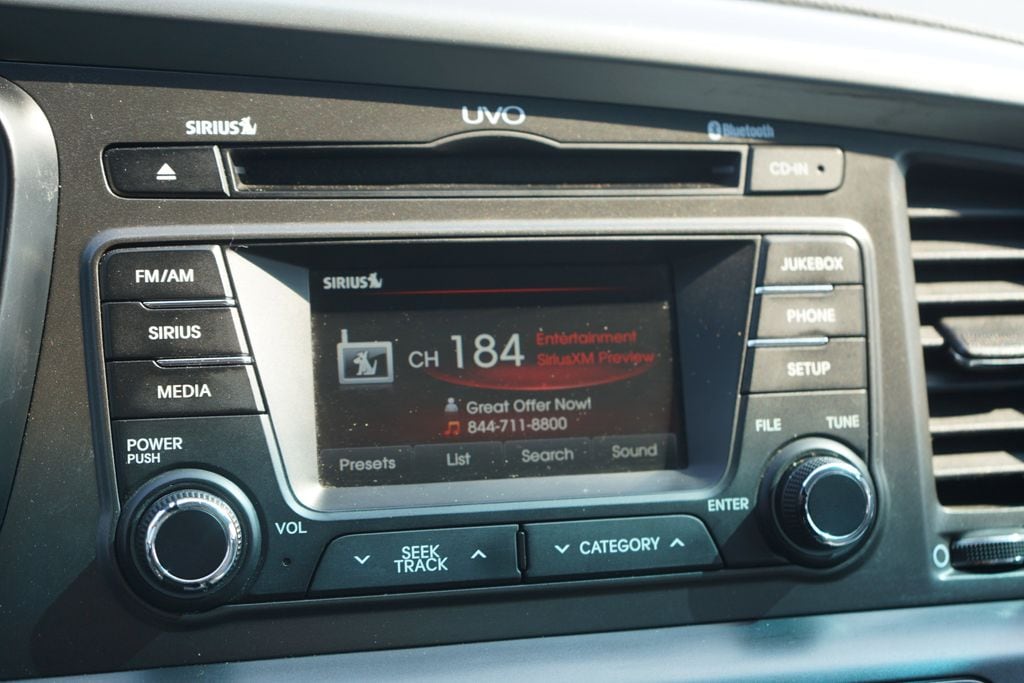 UVO
SIRIUS
Bluetooth
CD-IN
FM/AM
SIRIUS
MEDIA
POWER
PUSH
VOL
SIRIUS
CH 184
Entertainment
SiriusXM Preview
Great Offer Now!
844-711-8800
Presets List Search Sound
JUKEBOX
PHONE
SETUP
FILE TUNE
ENTER
SEEK
TRACK
CATEGORY